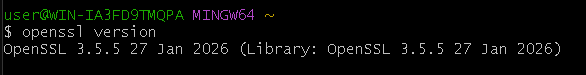 user@WIN-IA3FD9TMQPA MINGW64 ~
$ openssl version
OpenSSL 3.5.5 27 Jan 2026 (Library: OpenSSL 3.5.5 27 Jan 2026)